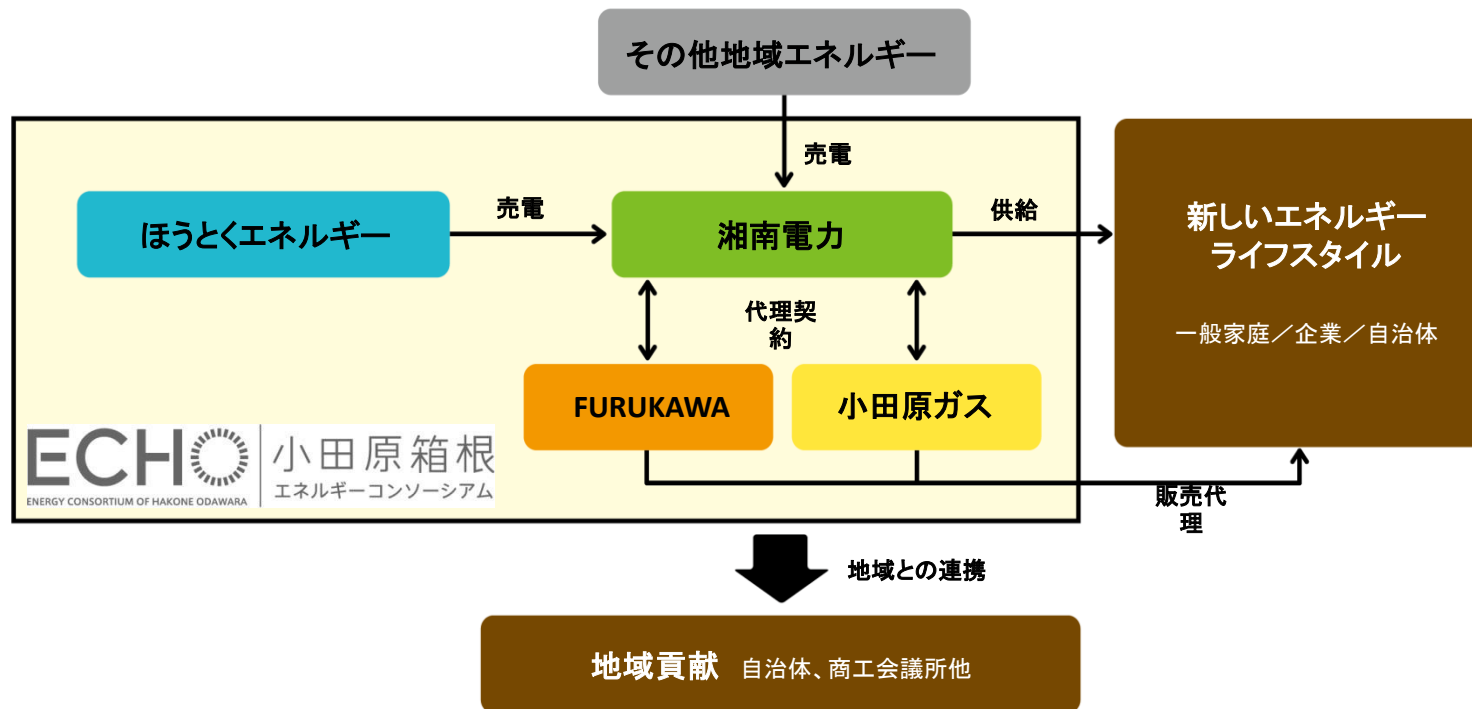 その他地域エネルギー
売電
ほうとくエネルギー
売電
湘南電力
供給
新しいエネルギー
ライフスタイル
一般家庭／企業／自治体
代理契
約
FURUKAWA
小田原ガス
ECHO
ENERGY CONSORTIUM OF HAKONE ODAWARA
小田原箱根
エネルギーコンソーシアム
販売代
理
地域との連携
地域貢献 自治体、商工会議所他